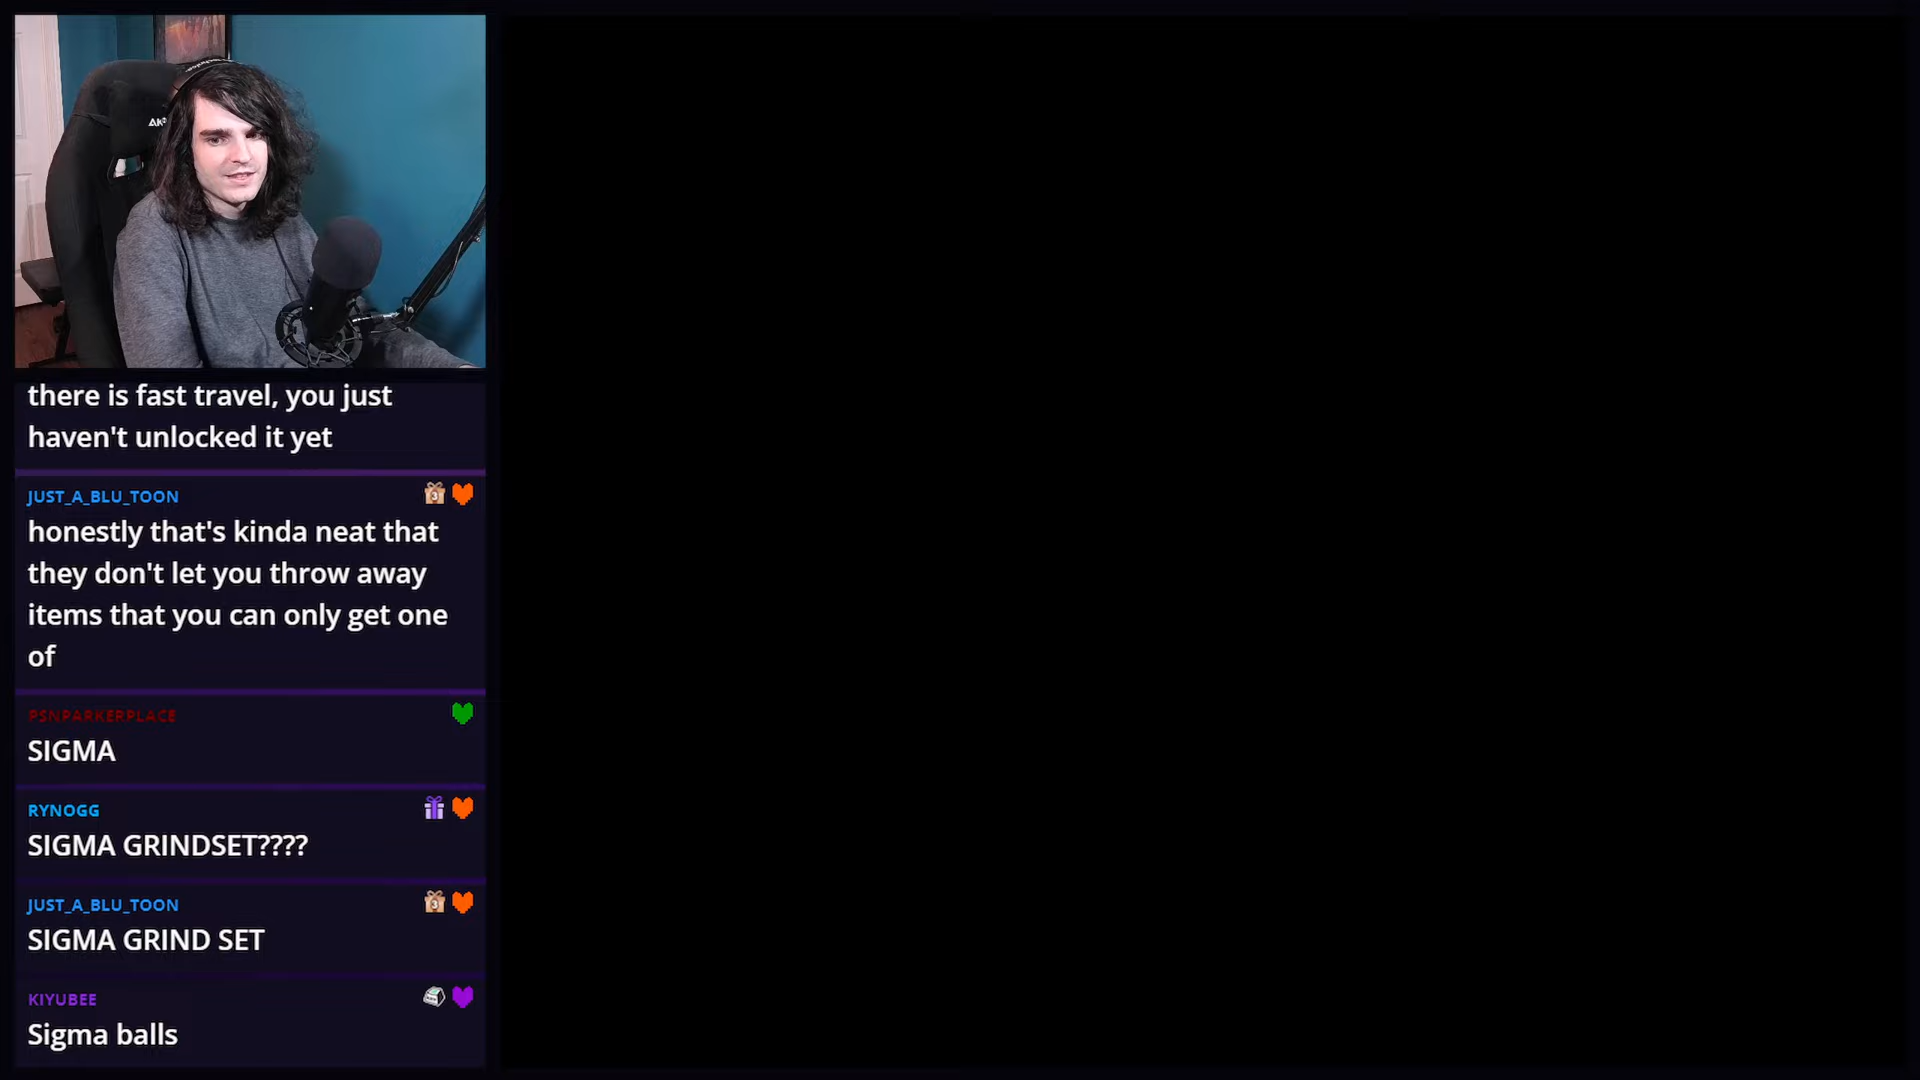 AK
there is fast travel, you just
haven't unlocked it yet
JUST_A_BLU_TOON
honestly that's kinda neat that
they don't let you throw away
items that you can only get one
of
PSNPARKERPLACE
SIGMA
RYNOGG
SIGMA GRINDSET????
JUST_A_BLU_TOON
SIGMA GRIND SET
KIYUBEE
Sigma balls